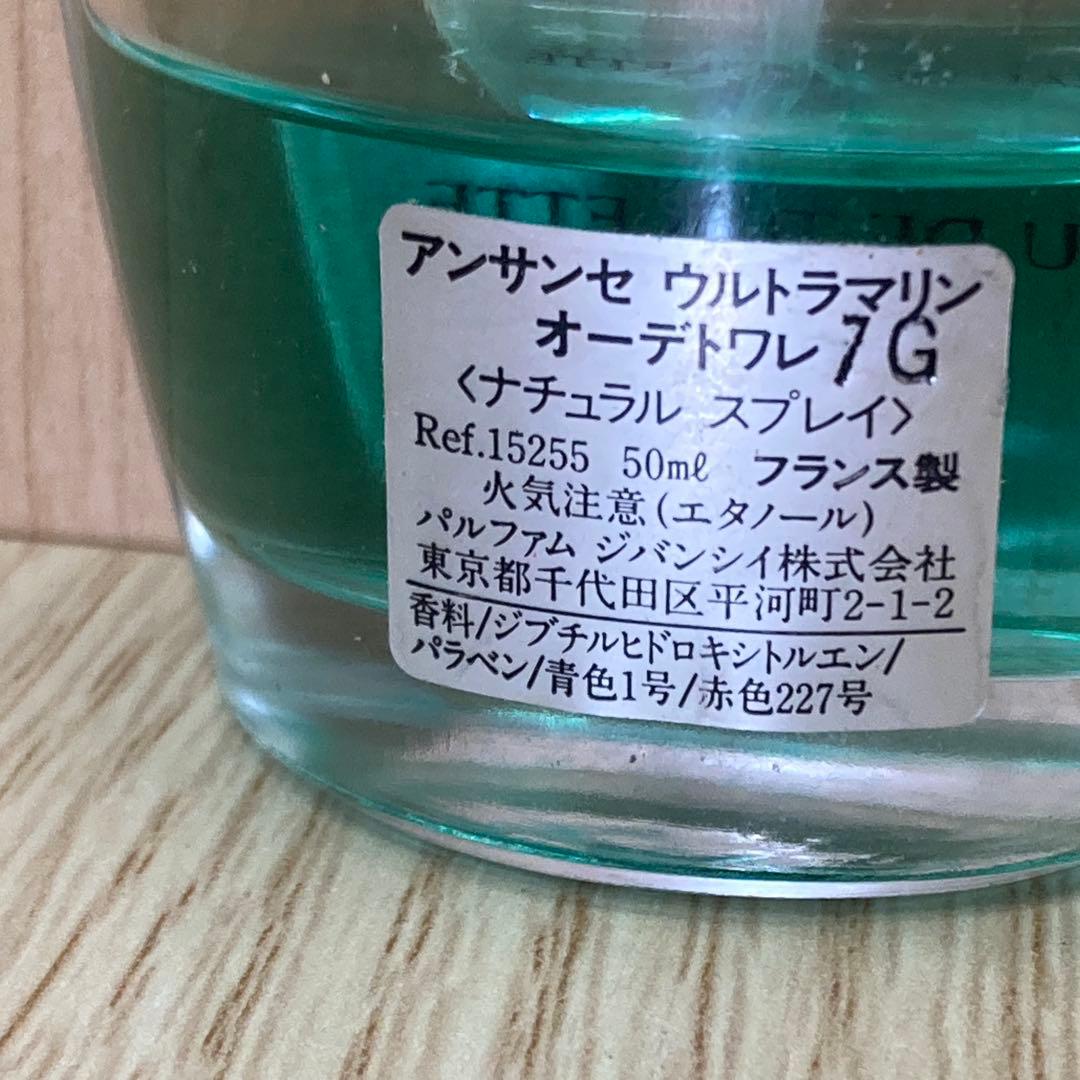 アンサンセ ウルトラマリン
オーデトワレ 7G
〈ナチュラル スプレイ〉
Ref.15255 50mℓ フランス製
火気注意(エタノール)
パルファム ジバンシイ株式会社
東京都千代田区平河町2-1-2
香料/ジブチルヒドロキシトルエン/
パラベン/青色1号/赤色227号